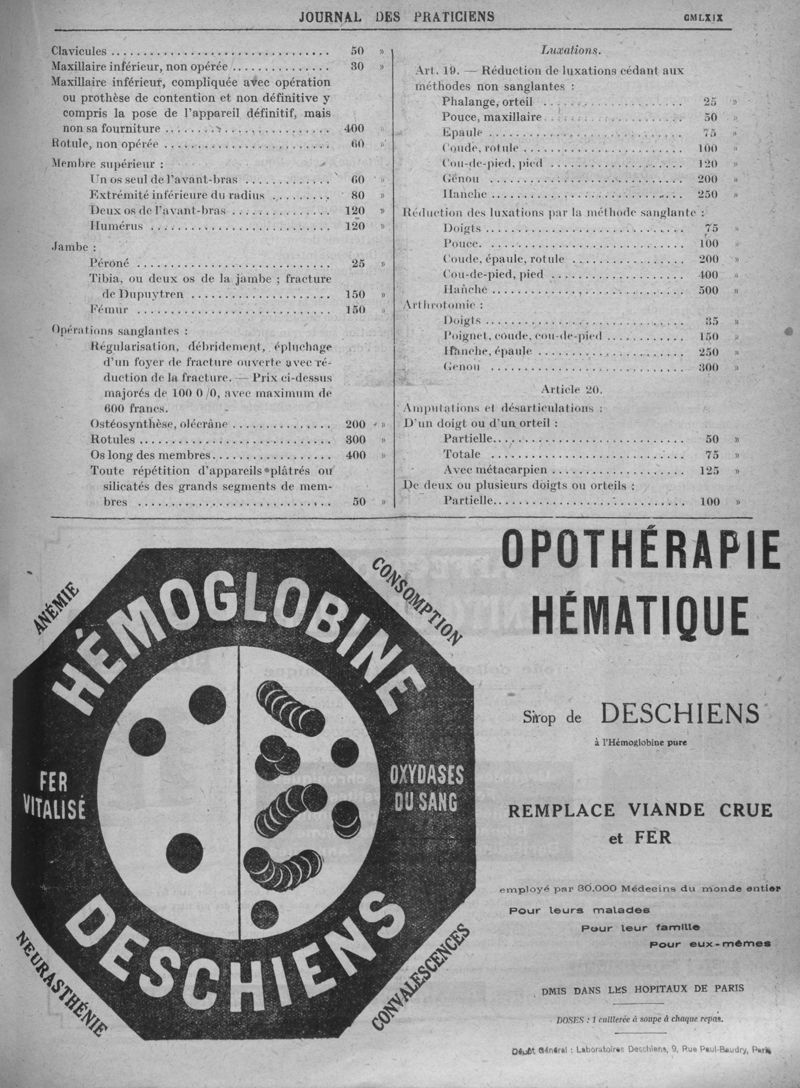 JOURNAL DES PRATICIENS
CMLXIX
Clavicules 50 »
Maxillaire inférieur, non opérée 30 »
Maxillaire inférieur, compliquée avec opération
ou prothèse de contention et non définitive y
compris la pose de l'appareil définitif, mais
non sa fourniture 400 »
Rotule, non opérée 60 »
Membre supérieur :
Un os seul de l'avant-bras 60 »
Extrémité inférieure du radius 80 »
Deux os de l'avant-bras 120 »
Humérus 120 »
Jambe :
Péroné 25 »
Tibia, ou deux os de la jambe ; fracture
de Dupuytren 150 »
Fémur 150 »
Opérations sanglantes :
Régularisation, débridement, épluchage
d'un foyer de fracture ouverte avec ré-
duction de la fracture. — Prix ci-dessus
majorés de 100 0/0, avec maximum de
600 francs.
Ostéosynthèse, olécrâne 200 »
Rotules 300 »
Os long des membres 400 »
Toute répétition d'appareils plâtrés ou
silicatés des grands segments de mem-
bres 50 »
Luxations.
Art. 19. — Réduction de luxations cédant aux
méthodes non sanglantes :
Phalange, orteil 25 »
Pouce, maxillaire 50 »
Epaule 75 »
Coude, rotule 100 »
Cou-de-pied, pied 120 »
Genou 200 »
Hanche 250 »
Réduction des luxations par la méthode sanglante :
Doigts 75 »
Pouce. 100 »
Coude, épaule, rotule 200 »
Cou-de-pied, pied 400 »
Hanche 500 »
Arthrotomie :
Doigts 85 »
Poignet, coude, cou-de-pied 150 »
Hanche, épaule 250 »
Genou 300 »
Article 20.
Amputations et désarticulations :
D'un doigt ou d'un orteil :
Partielle 50 »
Totale 75 »
Avec métacarpien 125 »
De deux ou plusieurs doigts ou orteils :
Partielle 100 »
ANÉMIE
CONSOMPTION
HÉMOGLOBINE
FER
VITALISÉ
OXYDASES
DU SANG
DESCHIENS
NEURASTHÉNIE
CONVALESCENCES
OPOTHÉRAPIE
HÉMATIQUE
Sirop de DESCHIENS
à l'Hémoglobine pure
REMPLACE VIANDE CRUE
et FER
employé par 30.000 Médecins du monde entier
Pour leurs malades
Pour leur famille
Pour eux-mêmes
DMIS DANS LES HOPITAUX DE PARIS
DOSES : 1 cuillerée à soupe à chaque repas.
Dépôt Général : Laboratoires Deschiens, 9, Rue Paul-Baudry, Paris